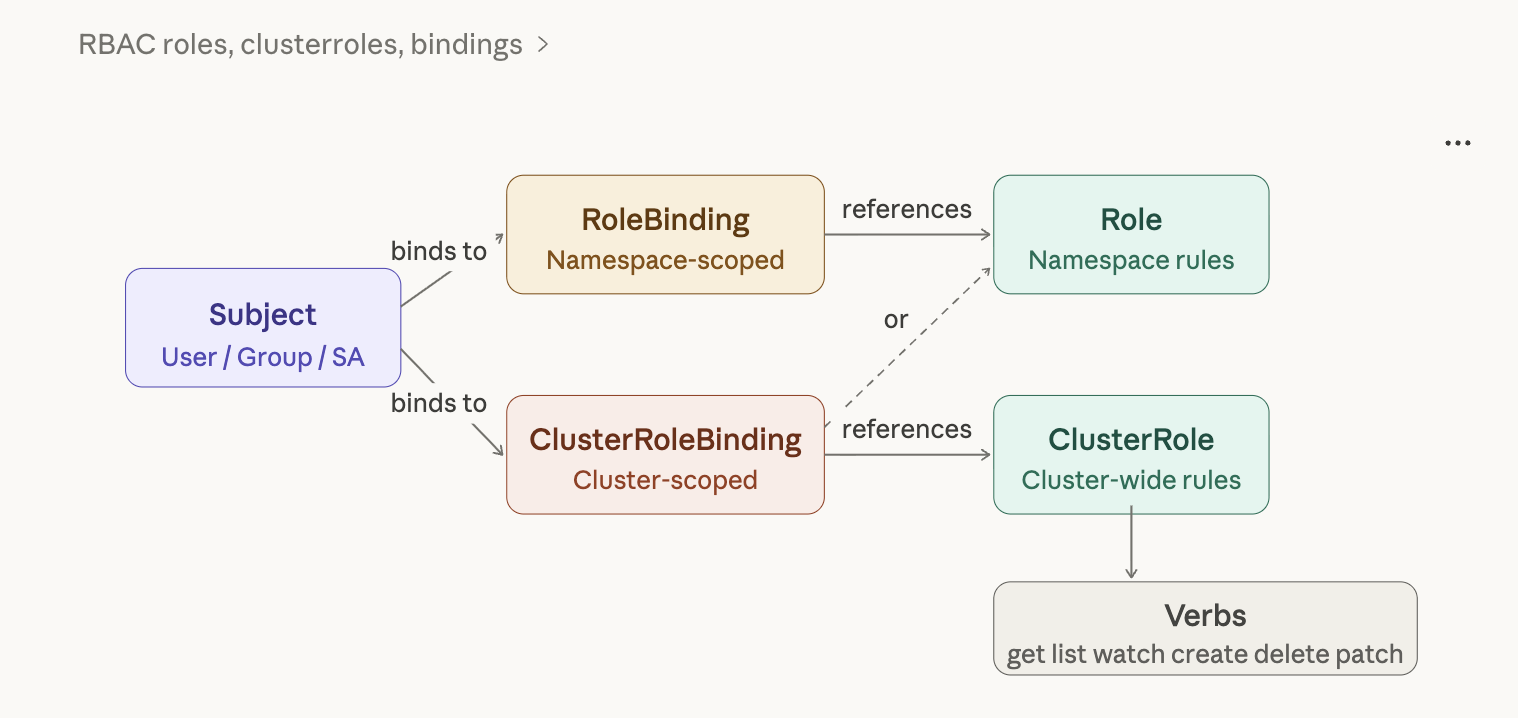 RBAC roles, clusterroles, bindings >
...
RoleBinding
Namespace-scoped
references
Role
Namespace rules
binds to
Subject
User / Group / SA
or
binds to
ClusterRoleBinding
Cluster-scoped
references
ClusterRole
Cluster-wide rules
Verbs
get list watch create delete patch